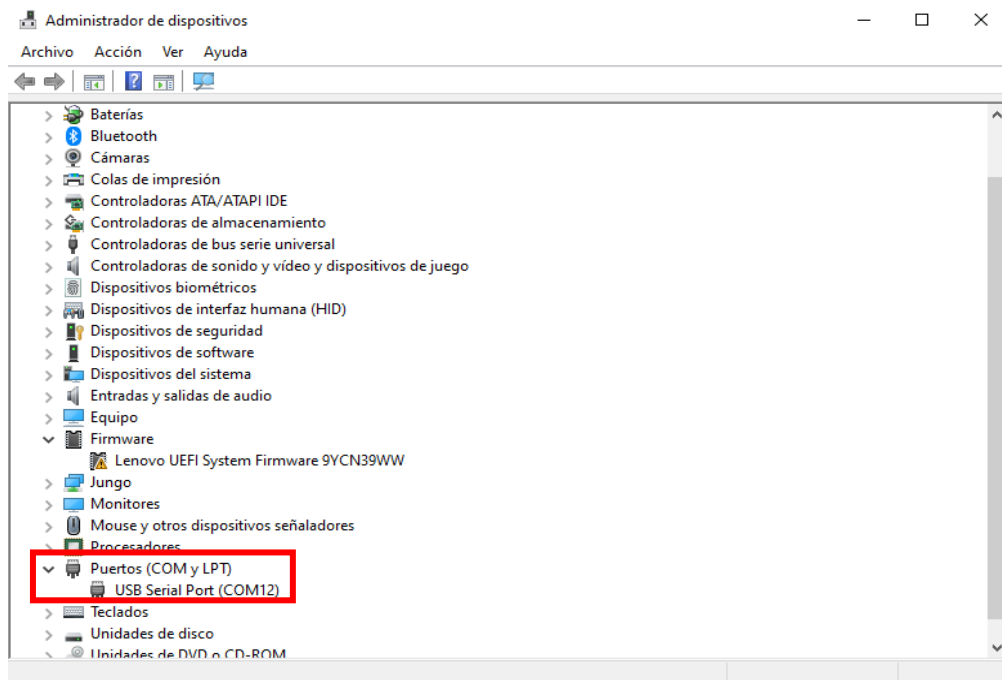 Administrador de dispositivos
Archivo Acción Ver Ayuda
Baterías
Bluetooth
Cámaras
Colas de impresión
Controladoras ATA/ATAPI IDE
Controladoras de almacenamiento
Controladoras de bus serie universal
Controladoras de sonido y vídeo y dispositivos de juego
Dispositivos biométricos
Dispositivos de interfaz humana (HID)
Dispositivos de seguridad
Dispositivos de software
Dispositivos del sistema
Entradas y salidas de audio
Equipo
Firmware
Lenovo UEFI System Firmware 9YCN39WW
Jungo
Monitores
Mouse y otros dispositivos señaladores
Procesadores
Puertos (COM y LPT)
USB Serial Port (COM12)
Teclados
Unidades de disco
Unidades de DVD o CD-ROM